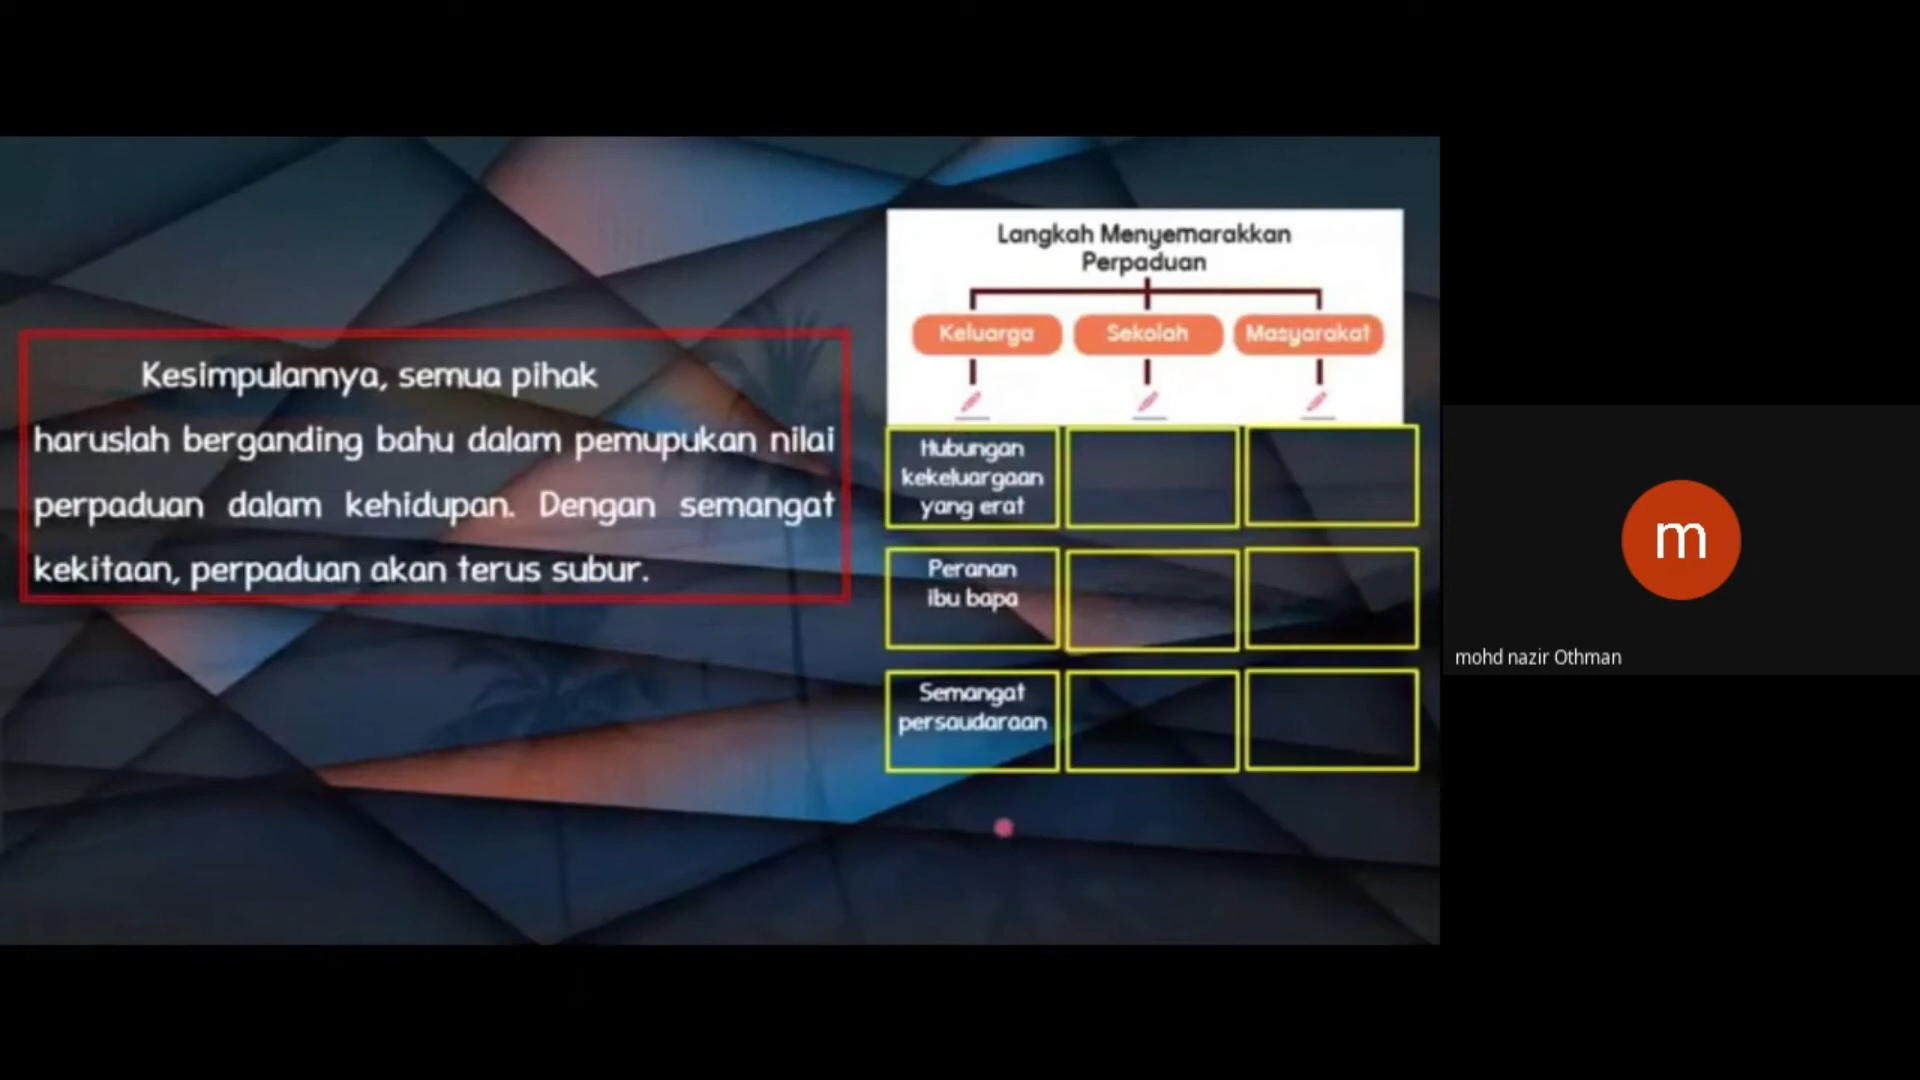 Kesimpulannya, semua pihak
haruslah berganding bahu dalam pemupukan nilai
perpaduan dalam kehidupan. Dengan semangat
kekitaan, perpaduan akan terus subur.
Langkah Menyemarakkan
Perpaduan
Keluarga Sekolah Masyarakat
Hubungan
kekeluargaan
yang erat
Peranan
ibu bapa
Semangat
persaudaraan
m
mohd nazir Othman